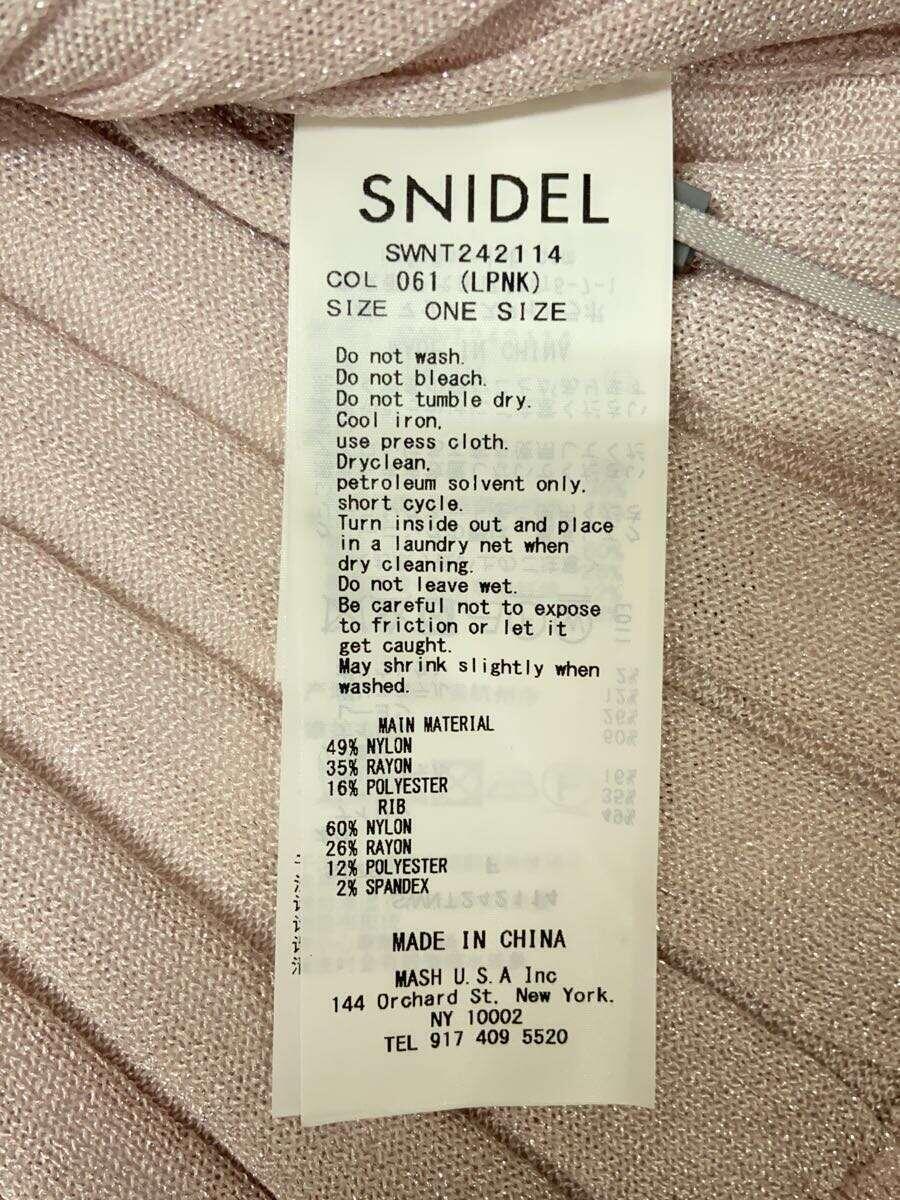 SNIDEL
SWNT242114
COL 061 (LPNK)
SIZE ONE SIZE
Do not wash.
Do not bleach.
Do not tumble dry.
Cool iron,
use press cloth.
Dryclean,
petroleum solvent only,
short cycle.
Turn inside out and place
in a laundry net when
dry cleaning.
Do not leave wet.
Be careful not to expose
to friction or let it
get caught.
May shrink slightly when
washed.
MAIN MATERIAL
49% NYLON
35% RAYON
16% POLYESTER
RIB
60% NYLON
26% RAYON
12% POLYESTER
2% SPANDEX
MADE IN CHINA
MASH U.S.A Inc
144 Orchard St. New York.
NY 10002
TEL 917 409 5520